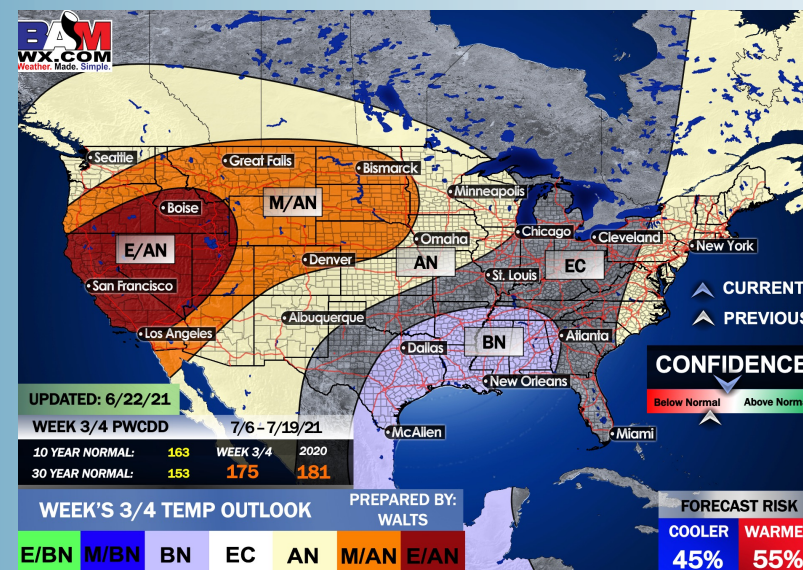 BAM
WX.COM
Weather. Made. Simple.
Seattle
Great Falls
Bismarck
Minneapolis
Boise
M/AN
E/AN
Omaha
Chicago
Cleveland
New York
Denver
AN
St. Louis
EC
San Francisco
CURRENT
Albuquerque
PREVIOUS
Los Angeles
Dallas
BN
Atlanta
New Orleans
McAllen
Miami
CONFIDENCE
Below Normal Above Norm
UPDATED: 6/22/21
WEEK 3/4 PWCDD 7/6 – 7/19/21
10 YEAR NORMAL: 163 WEEK 3/4 2020
30 YEAR NORMAL: 153 175 181
WEEK'S 3/4 TEMP OUTLOOK
PREPARED BY:
WALTS
E/BN M/BN BN EC AN M/AN E/AN
FORECAST RISK
COOLER WARME
45% 55%